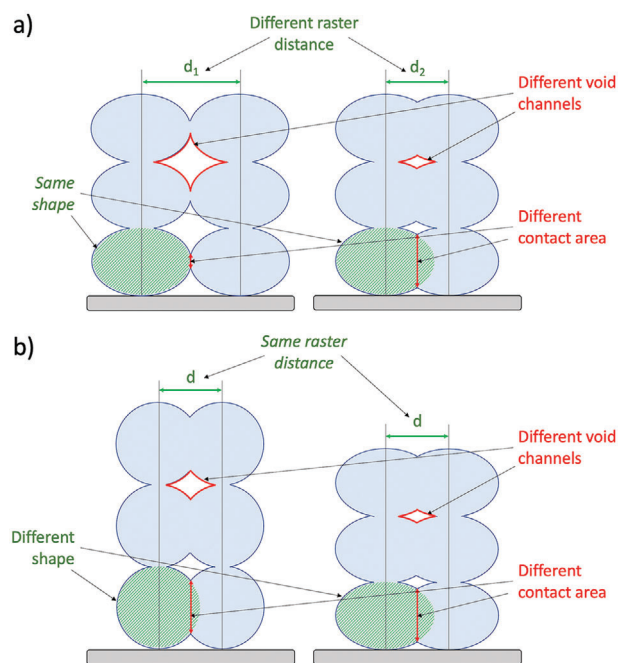 a)
Different raster
distance
d₁
d₂
Different void
channels
Same
shape
Different
contact area
b)
Same raster
distance
d
d
Different void
channels
Different
shape
Different
contact area